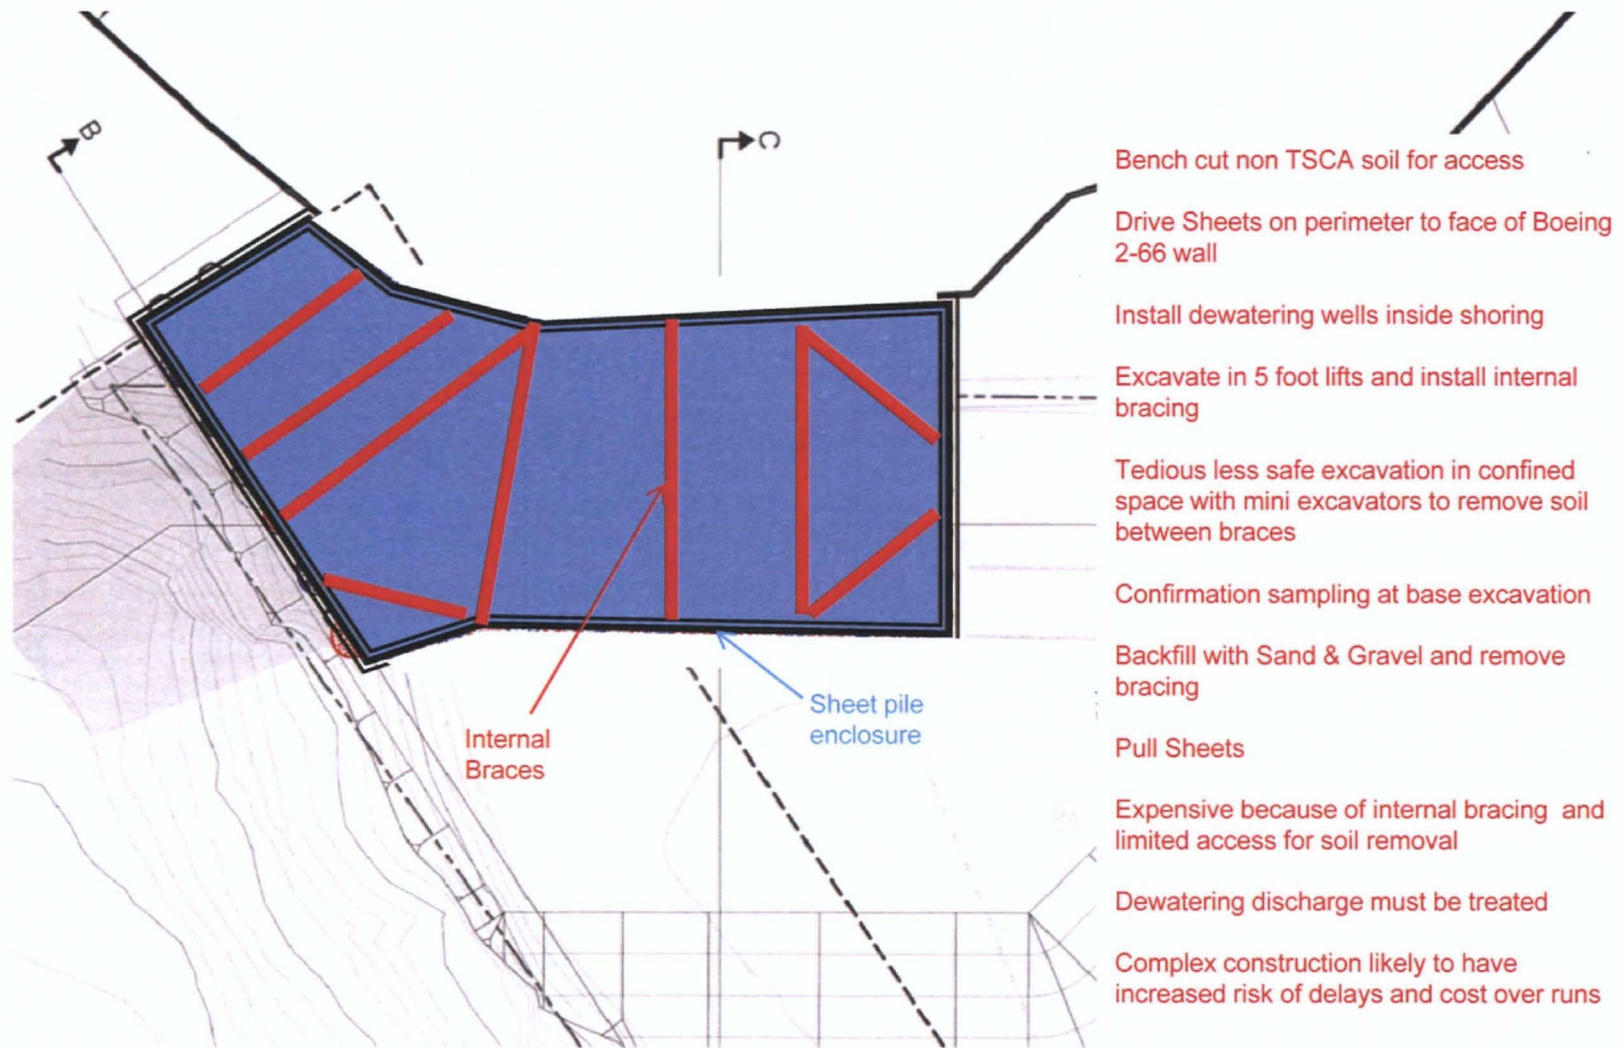 B
C
Bench cut non TSCA soil for access
Drive Sheets on perimeter to face of Boeing
2-66 wall
Install dewatering wells inside shoring
Excavate in 5 foot lifts and install internal
bracing
Tedious less safe excavation in confined
space with mini excavators to remove soil
between braces
Confirmation sampling at base excavation
Backfill with Sand & Gravel and remove
bracing
Pull Sheets
Expensive because of internal bracing and
limited access for soil removal
Dewatering discharge must be treated
Complex construction likely to have
increased risk of delays and cost over runs
Sheet pile
enclosure
Internal
Braces